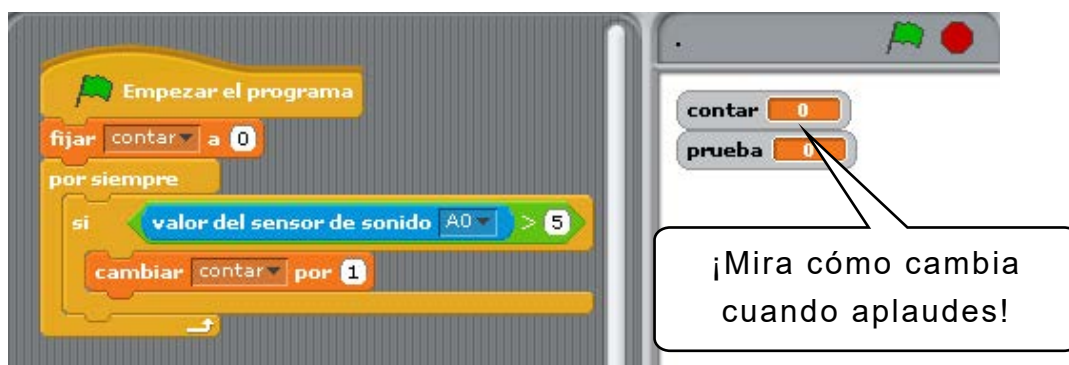 Empezar el programa
fijar contar a 0
por siempre
si valor del sensor de sonido A0 > 5
cambiar contar por 1
.
contar 0
prueba 0
¡Mira cómo cambia
cuando aplaudes!